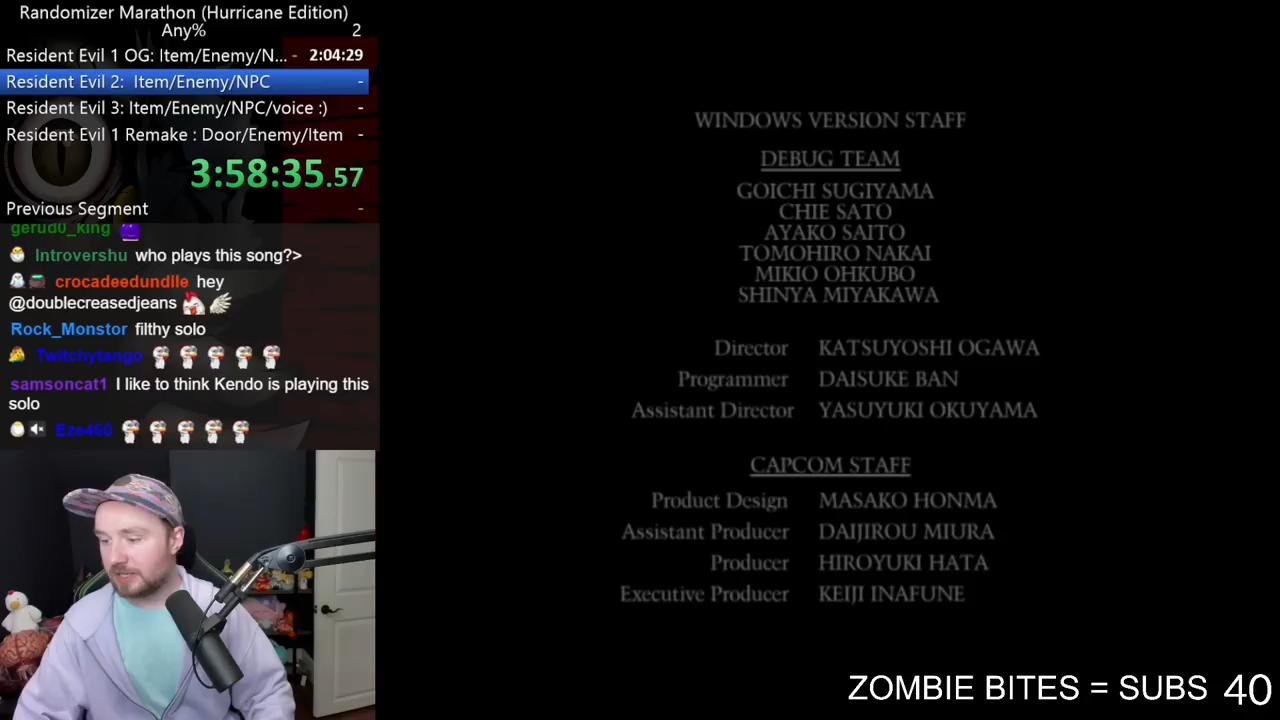 Randomizer Marathon (Hurricane Edition)
Any% 2
Resident Evil 1 OG: Item/Enemy/N... - 2:04:29
Resident Evil 2: Item/Enemy/NPC -
Resident Evil 3: Item/Enemy/NPC/voice :) -
Resident Evil 1 Remake : Door/Enemy/Item -
3:58:35.57
Previous Segment -
gerud0_king
Introvershu who plays this song?>
crocadeedundile hey
@doublecreasedjeans
Rock_Monstor filthy solo
Twitchytango
samsoncat1 I like to think Kendo is playing this
solo
Eze460
WINDOWS VERSION STAFF
DEBUG TEAM
GOICHI SUGIYAMA
CHIE SATO
AYAKO SAITO
TOMOHIRO NAKAI
MIKIO OHKUBO
SHINYA MIYAKAWA
Director KATSUYOSHI OGAWA
Programmer DAISUKE BAN
Assistant Director YASUYUKI OKUYAMA
CAPCOM STAFF
Product Design MASAKO HONMA
Assistant Producer DAIJIROU MIURA
Producer HIROYUKI HATA
Executive Producer KEIJI INAFUNE
ZOMBIE BITES = SUBS 40